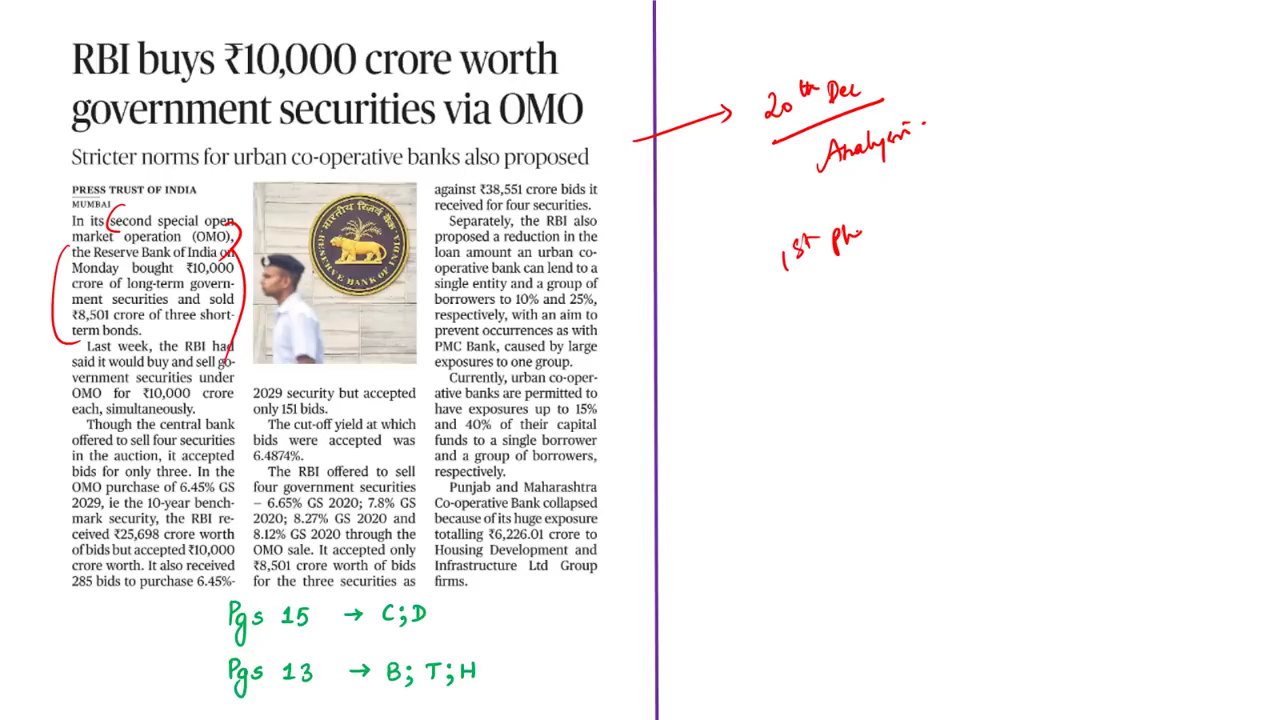 RBI buys ₹10,000 crore worth
government securities via OMO
Stricter norms for urban co-operative banks also proposed
PRESS TRUST OF INDIA
MUMBAI
In its second special open
market operation (OMO),
the Reserve Bank of India on
Monday bought ₹10,000
crore of long-term govern-
ment securities and sold
₹8,501 crore of three short-
term bonds.
Last week, the RBI had
said it would buy and sell go-
vernment securities under
OMO for ₹10,000 crore
each, simultaneously.
Though the central bank
offered to sell four securities
in the auction, it accepted
bids for only three. In the
OMO purchase of 6.45% GS
2029, ie the 10-year bench-
mark security, the RBI re-
ceived ₹25,698 crore worth
of bids but accepted ₹10,000
crore worth. It also received
285 bids to purchase 6.45%-
भारतीय रिज़र्व बैंक
RESERVE BANK OF INDIA
2029 security but accepted
only 151 bids.
The cut-off yield at which
bids were accepted was
6.4874%.
The RBI offered to sell
four government securities
– 6.65% GS 2020; 7.8% GS
2020; 8.27% GS 2020 and
8.12% GS 2020 through the
OMO sale. It accepted only
₹8,501 crore worth of bids
for the three securities as
against ₹38,551 crore bids it
received for four securities.
Separately, the RBI also
proposed a reduction in the
loan amount an urban co-
operative bank can lend to a
single entity and a group of
borrowers to 10% and 25%,
respectively, with an aim to
prevent occurrences as with
PMC Bank, caused by large
exposures to one group.
Currently, urban co-oper-
ative banks are permitted to
have exposures up to 15%
and 40% of their capital
funds to a single borrower
and a group of borrowers,
respectively.
Punjab and Maharashtra
Co-operative Bank collapsed
because of its huge exposure
totalling ₹6,226.01 crore to
Housing Development and
Infrastructure Ltd Group
firms.
Pgs 15 → C;D
Pgs 13 → B; T; H
20th Dec
Analysis.
1st ph